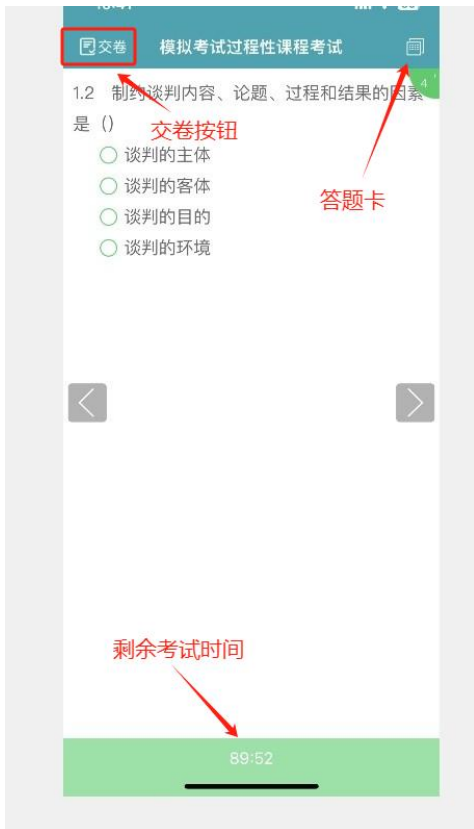 交卷 模拟考试过程性课程考试
4
1.2 制约谈判内容、论题、过程和结果的因素
是（）
交卷按钮
谈判的主体
谈判的客体
答题卡
谈判的目的
谈判的环境
剩余考试时间
89:52